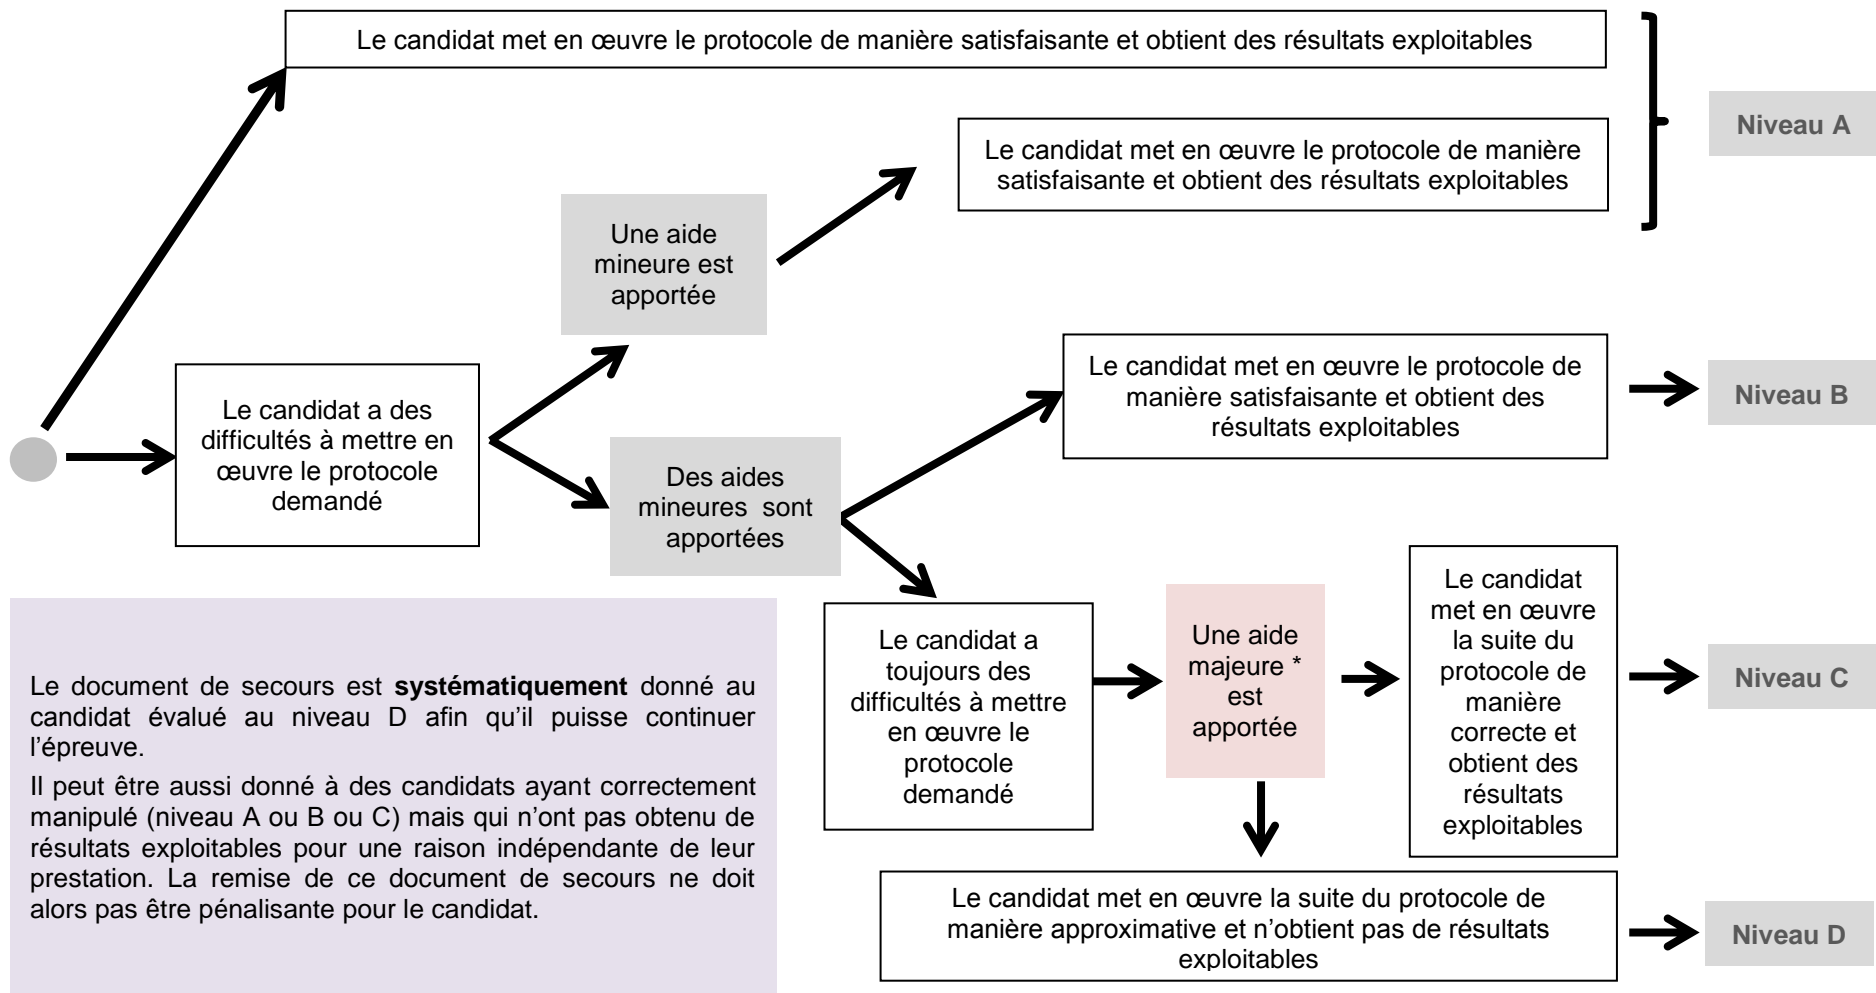 Le candidat met en œuvre le protocole de manière satisfaisante et obtient des résultats exploitables
Niveau A
Le candidat met en œuvre le protocole de manière
satisfaisante et obtient des résultats exploitables
Une aide
mineure est
apportée
Le candidat met en œuvre le protocole de
manière satisfaisante et obtient des
résultats exploitables
Niveau B
Le candidat a des
difficultés à mettre en
œuvre le protocole
demandé
Des aides
mineures sont
apportées
Le candidat a
toujours des
difficultés à mettre
en œuvre le
protocole
demandé
Une aide
majeure *
est
apportée
Le candidat
met en œuvre
la suite du
protocole de
manière
correcte et
obtient des
résultats
exploitables
Niveau C
Le document de secours est systématiquement donné au
candidat évalué au niveau D afin qu’il puisse continuer
l’épreuve.
Il peut être aussi donné à des candidats ayant correctement
manipulé (niveau A ou B ou C) mais qui n’ont pas obtenu de
résultats exploitables pour une raison indépendante de leur
prestation. La remise de ce document de secours ne doit
alors pas être pénalisante pour le candidat.
Le candidat met en œuvre la suite du protocole de
manière approximative et n’obtient pas de résultats
exploitables
Niveau D